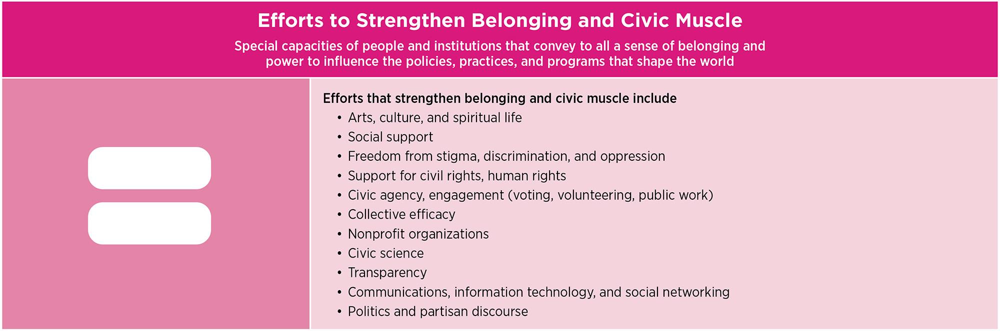 Efforts to Strengthen Belonging and Civic Muscle
Special capacities of people and institutions that convey to all a sense of belonging and
power to influence the policies, practices, and programs that shape the world
Efforts that strengthen belonging and civic muscle include
• Arts, culture, and spiritual life
• Social support
• Freedom from stigma, discrimination, and oppression
• Support for civil rights, human rights
• Civic agency, engagement (voting, volunteering, public work)
• Collective efficacy
• Nonprofit organizations
• Civic science
• Transparency
• Communications, information technology, and social networking
• Politics and partisan discourse